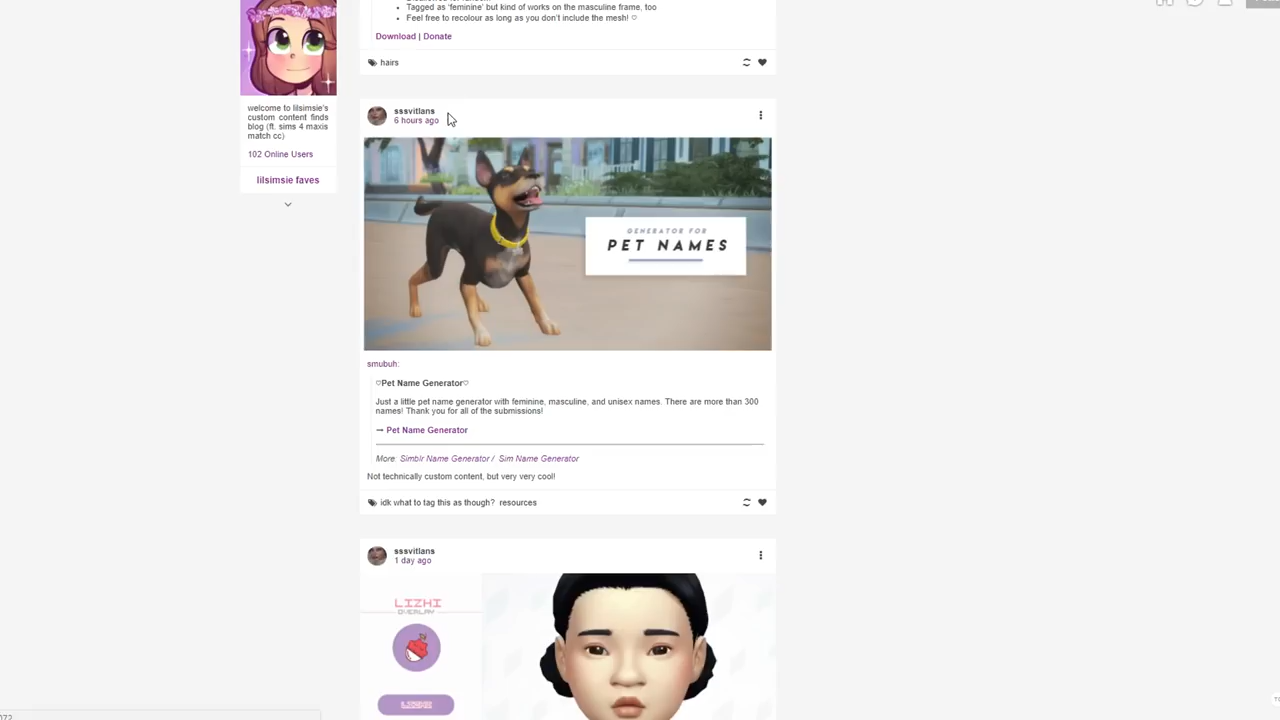 Tagged as 'feminine' but kind of works on the masculine frame, too
Feel free to recolour as long as you don't include the mesh! ♡
Download | Donate
hairs
welcome to lilsimsie's
custom content finds
blog (ft. sims 4 maxis
match cc)
102 Online Users
lilsimsie faves
sssvitlans
6 hours ago
GENERATOR FOR
PET NAMES
smubuh:
♡Pet Name Generator♡
Just a little pet name generator with feminine, masculine, and unisex names. There are more than 300
names! Thank you for all of the submissions!
→ Pet Name Generator
More: Simblr Name Generator / Sim Name Generator
Not technically custom content, but very very cool!
idk what to tag this as though? resources
sssvitlans
1 day ago
LIZHI
OVERLAY
LIZHI